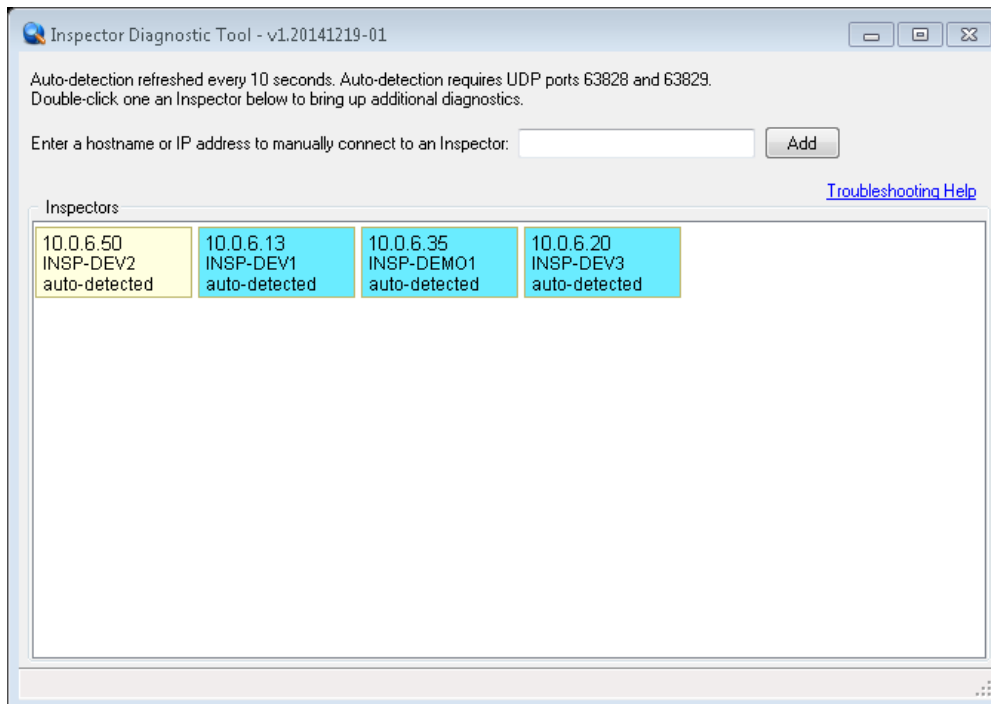 Inspector Diagnostic Tool - v1.20141219-01
Auto-detection refreshed every 10 seconds. Auto-detection requires UDP ports 63828 and 63829.
Double-click one an Inspector below to bring up additional diagnostics.
Enter a hostname or IP address to manually connect to an Inspector:
Add
Troubleshooting Help
Inspectors
10.0.6.50
INSP-DEV2
auto-detected
10.0.6.13
INSP-DEV1
auto-detected
10.0.6.35
INSP-DEMO1
auto-detected
10.0.6.20
INSP-DEV3
auto-detected